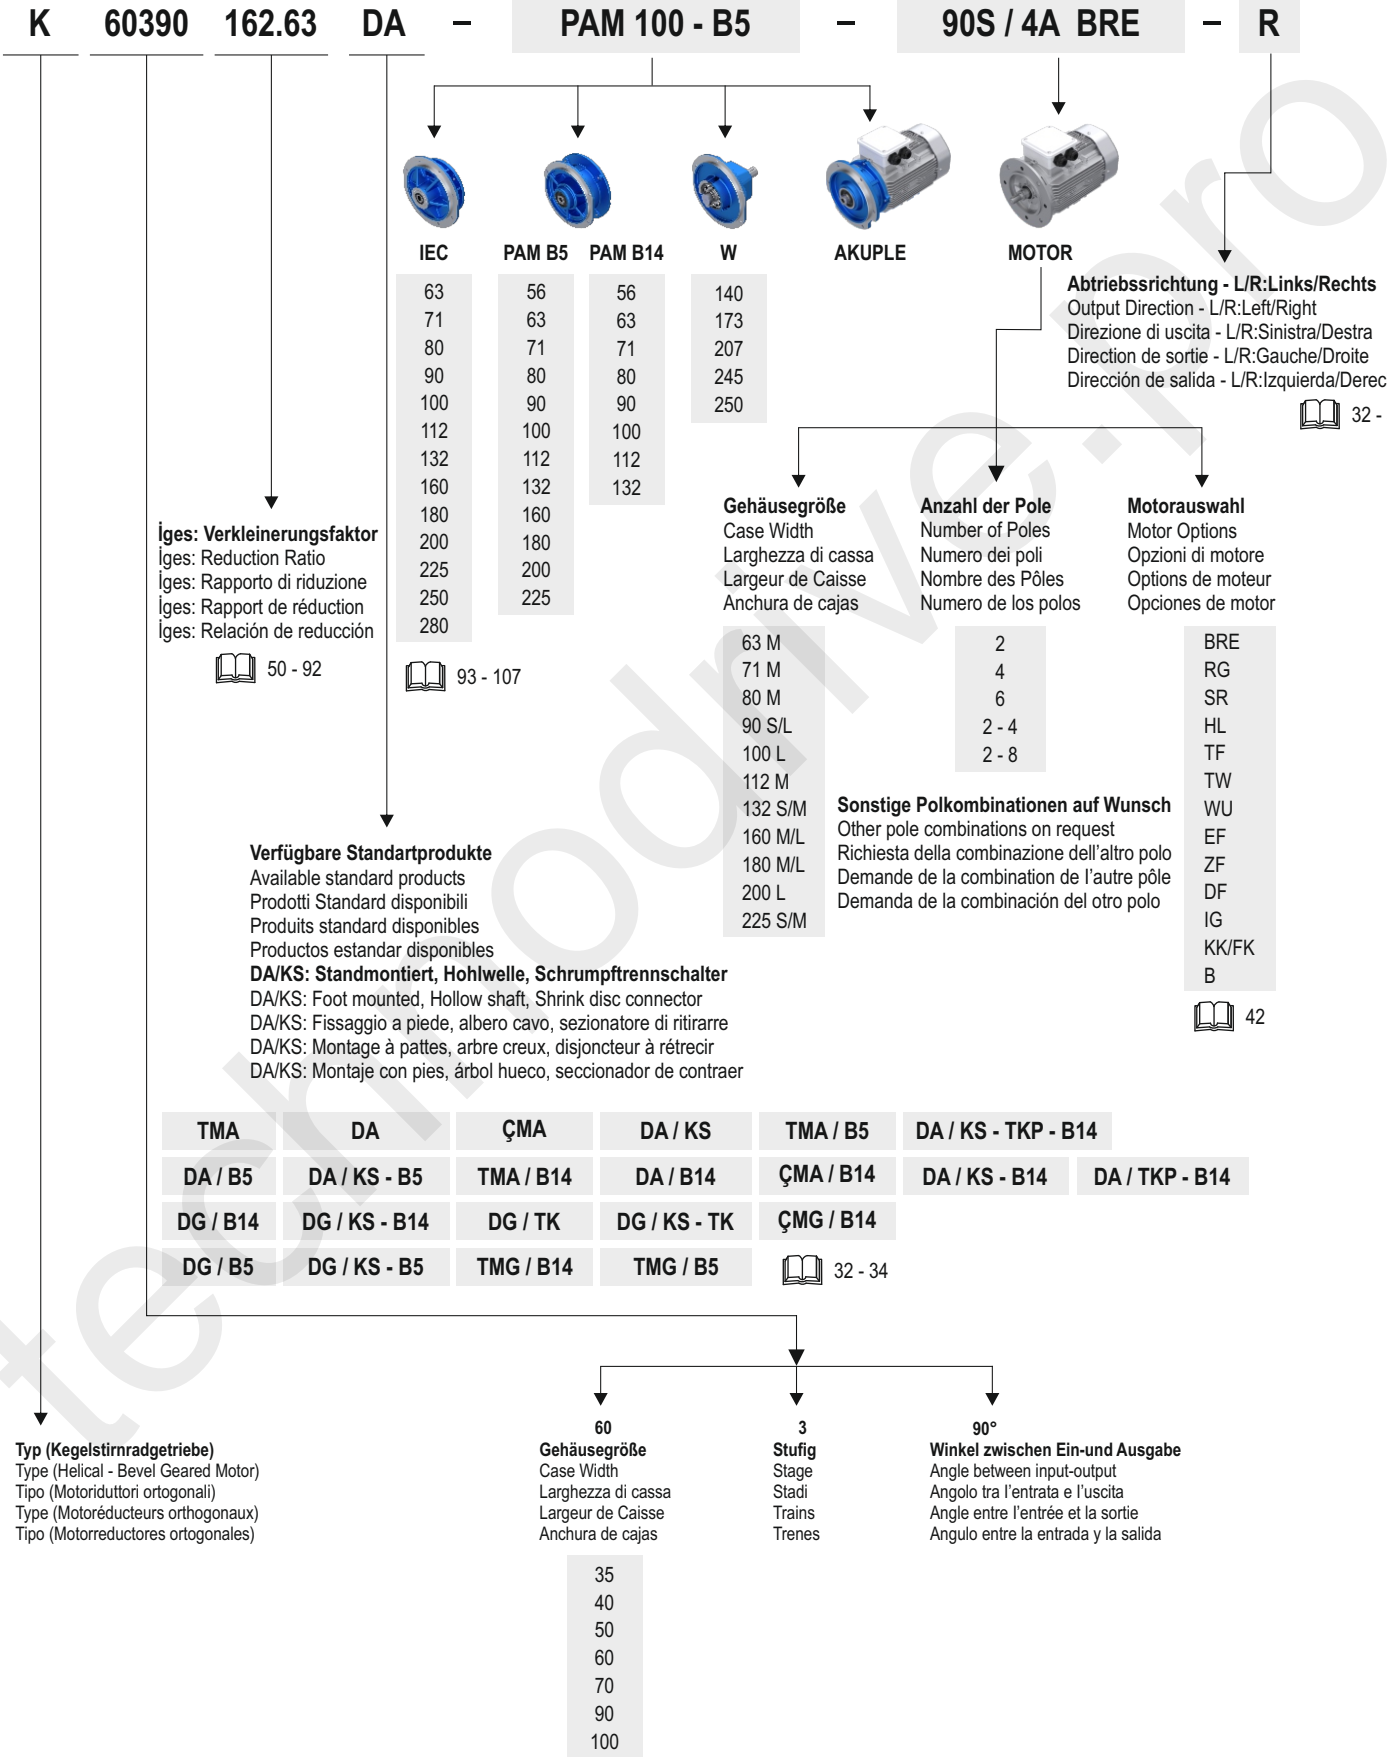 K 60390 162.63 DA – PAM 100 - B5 – 90S / 4A BRE – R
IEC PAM B5 PAM B14 W AKUPLE MOTOR
63
71
80
90
100
112
132
160
180
200
225
250
280
93 - 107
56
63
71
80
90
100
112
132
160
180
200
225
56
63
71
80
90
100
112
132
140
173
207
245
250
Abtriebssrichtung - L/R:Links/Rechts
Output Direction - L/R:Left/Right
Direzione di uscita - L/R:Sinistra/Destra
Direction de sortie - L/R:Gauche/Droite
Dirección de salida - L/R:Izquierda/Derec
32 -
İges: Verkleinerungsfaktor
İges: Reduction Ratio
İges: Rapporto di riduzione
İges: Rapport de réduction
İges: Relación de reducción
50 - 92
Gehäusegröße
Case Width
Larghezza di cassa
Largeur de Caisse
Anchura de cajas
63 M
71 M
80 M
90 S/L
100 L
112 M
132 S/M
160 M/L
180 M/L
200 L
225 S/M
Anzahl der Pole
Number of Poles
Numero dei poli
Nombre des Pôles
Numero de los polos
2
4
6
2 - 4
2 - 8
Sonstige Polkombinationen auf Wunsch
Other pole combinations on request
Richiesta della combinazione dell'altro polo
Demande de la combination de l'autre pôle
Demanda de la combinación del otro polo
Motorauswahl
Motor Options
Opzioni di motore
Options de moteur
Opciones de motor
BRE
RG
SR
HL
TF
TW
WU
EF
ZF
DF
IG
KK/FK
B
42
Verfügbare Standartprodukte
Available standard products
Prodotti Standard disponibili
Produits standard disponibles
Productos estandar disponibles
DA/KS: Standmontiert, Hohlwelle, Schrumpftrennschalter
DA/KS: Foot mounted, Hollow shaft, Shrink disc connector
DA/KS: Fissaggio a piede, albero cavo, sezionatore di ritirarre
DA/KS: Montage à pattes, arbre creux, disjoncteur à rétrecir
DA/KS: Montaje con pies, árbol hueco, seccionador de contraer
TMA DA ÇMA DA / KS TMA / B5 DA / KS - TKP - B14
DA / B5 DA / KS - B5 TMA / B14 DA / B14 ÇMA / B14 DA / KS - B14 DA / TKP - B14
DG / B14 DG / KS - B14 DG / TK DG / KS - TK ÇMG / B14
DG / B5 DG / KS - B5 TMG / B14 TMG / B5 32 - 34
Typ (Kegelstirnradgetriebe)
Type (Helical - Bevel Geared Motor)
Tipo (Motoriduttori ortogonali)
Type (Motoréducteurs orthogonaux)
Tipo (Motorreductores ortogonales)
60
Gehäusegröße
Case Width
Larghezza di cassa
Largeur de Caisse
Anchura de cajas
35
40
50
60
70
90
100
3
Stufig
Stage
Stadi
Trains
Trenes
90°
Winkel zwischen Ein-und Ausgabe
Angle between input-output
Angolo tra l'entrata e l'uscita
Angle entre l'entrée et la sortie
Angulo entre la entrada y la salida
technodrive.pro